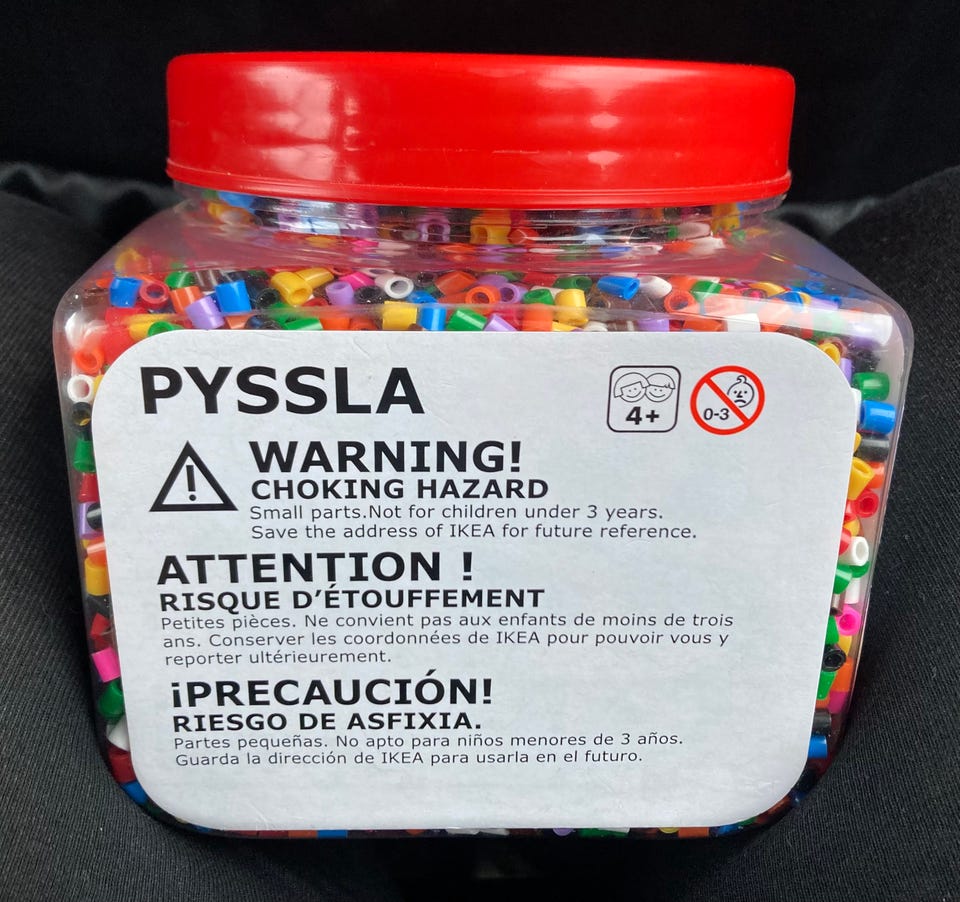 PYSSLA
4+
0-3
WARNING!
CHOKING HAZARD
Small parts.Not for children under 3 years.
Save the address of IKEA for future reference.
ATTENTION !
RISQUE D'ÉTOUFFEMENT
Petites pièces. Ne convient pas aux enfants de moins de trois
ans. Conserver les coordonnées de IKEA pour pouvoir vous y
reporter ultérieurement.
¡PRECAUCIÓN!
RIESGO DE ASFIXIA.
Partes pequeñas. No apto para niños menores de 3 años.
Guarda la dirección de IKEA para usarla en el futuro.